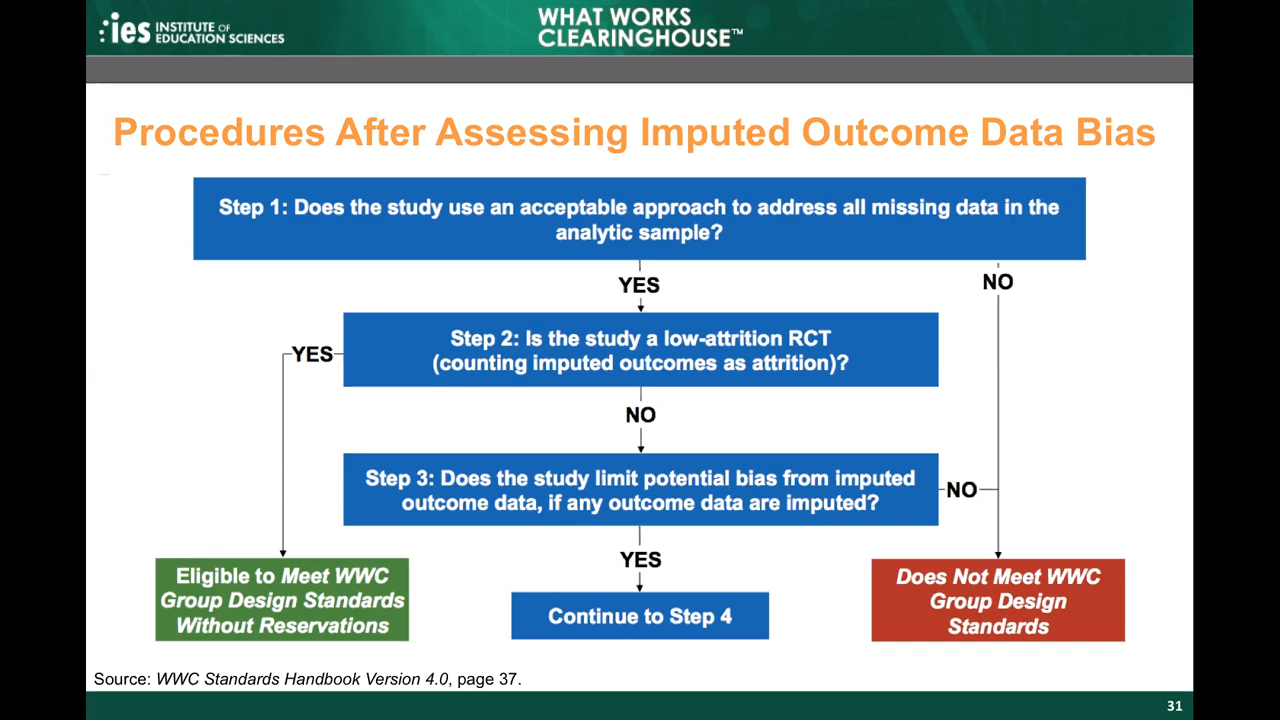 ies INSTITUTE OF
EDUCATION SCIENCES
WHAT WORKS
CLEARINGHOUSE™
Procedures After Assessing Imputed Outcome Data Bias
Step 1: Does the study use an acceptable approach to address all missing data in the
analytic sample?
YES
NO
Step 2: Is the study a low-attrition RCT
(counting imputed outcomes as attrition)?
YES
NO
Step 3: Does the study limit potential bias from imputed
outcome data, if any outcome data are imputed?
NO
YES
Eligible to Meet WWC
Group Design Standards
Without Reservations
Continue to Step 4
Does Not Meet WWC
Group Design
Standards
Source: WWC Standards Handbook Version 4.0, page 37.
31